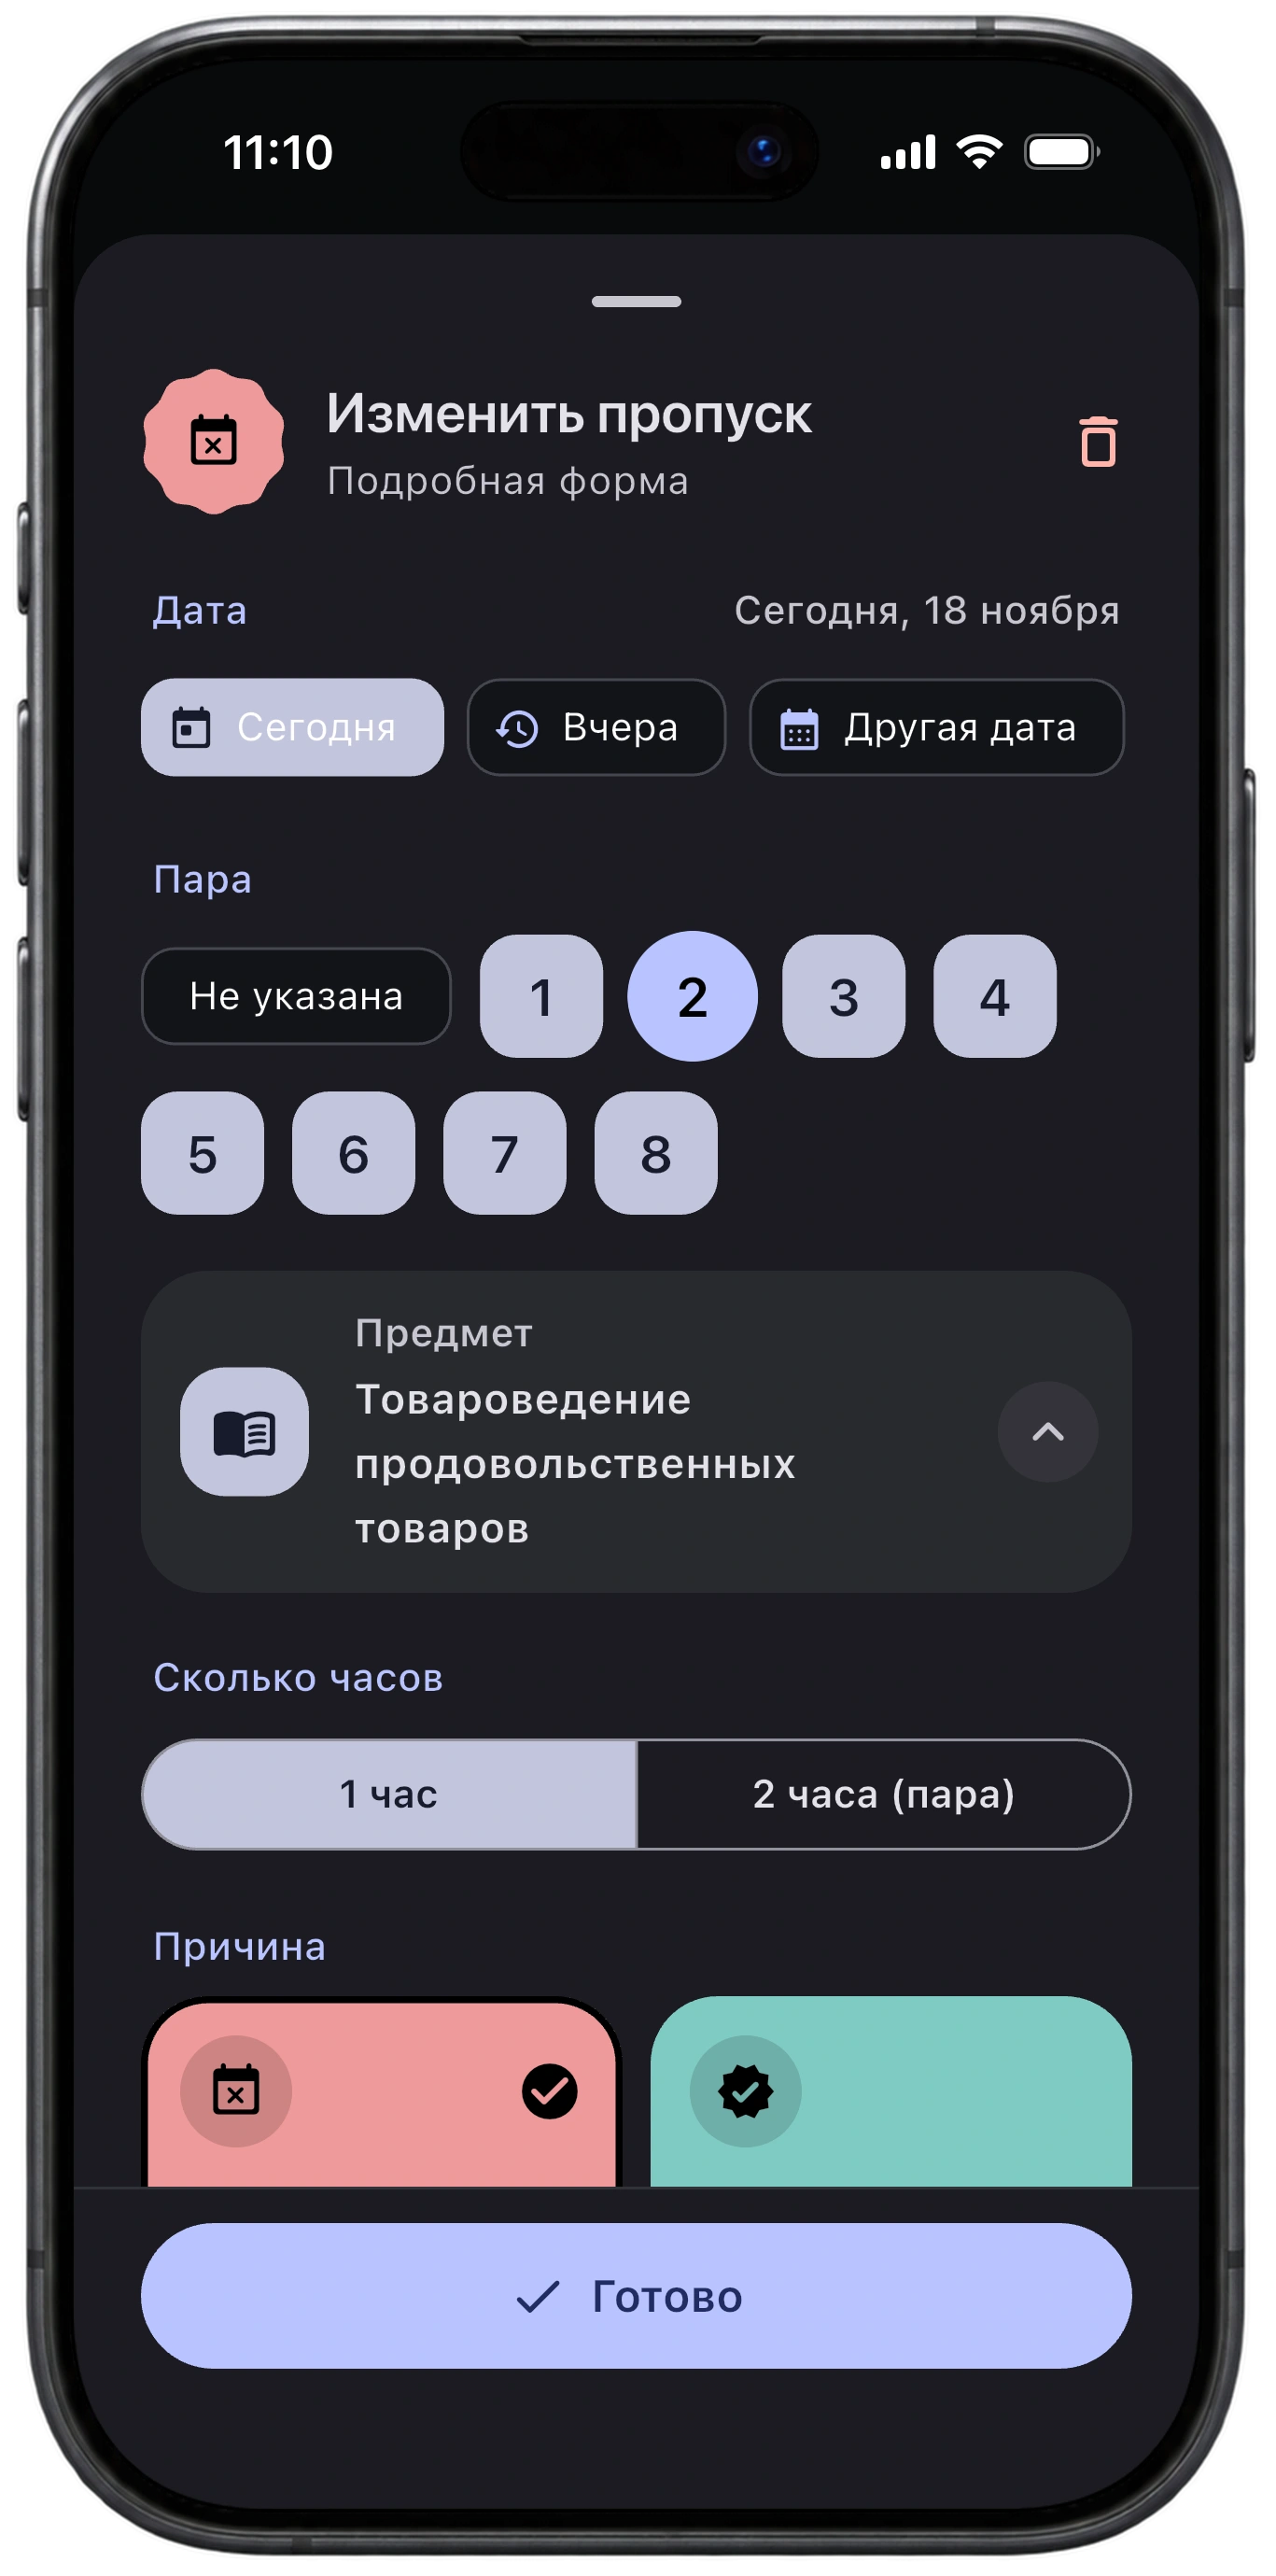 11:10
Изменить пропуск
Подробная форма
Дата
Сегодня, 18 ноября
Сегодня
Вчера
Другая дата
Пара
Не указана
1
2
3
4
5
6
7
8
Предмет
Товароведение
продовольственных
товаров
Сколько часов
1 час
2 часа (пара)
Причина
Готово